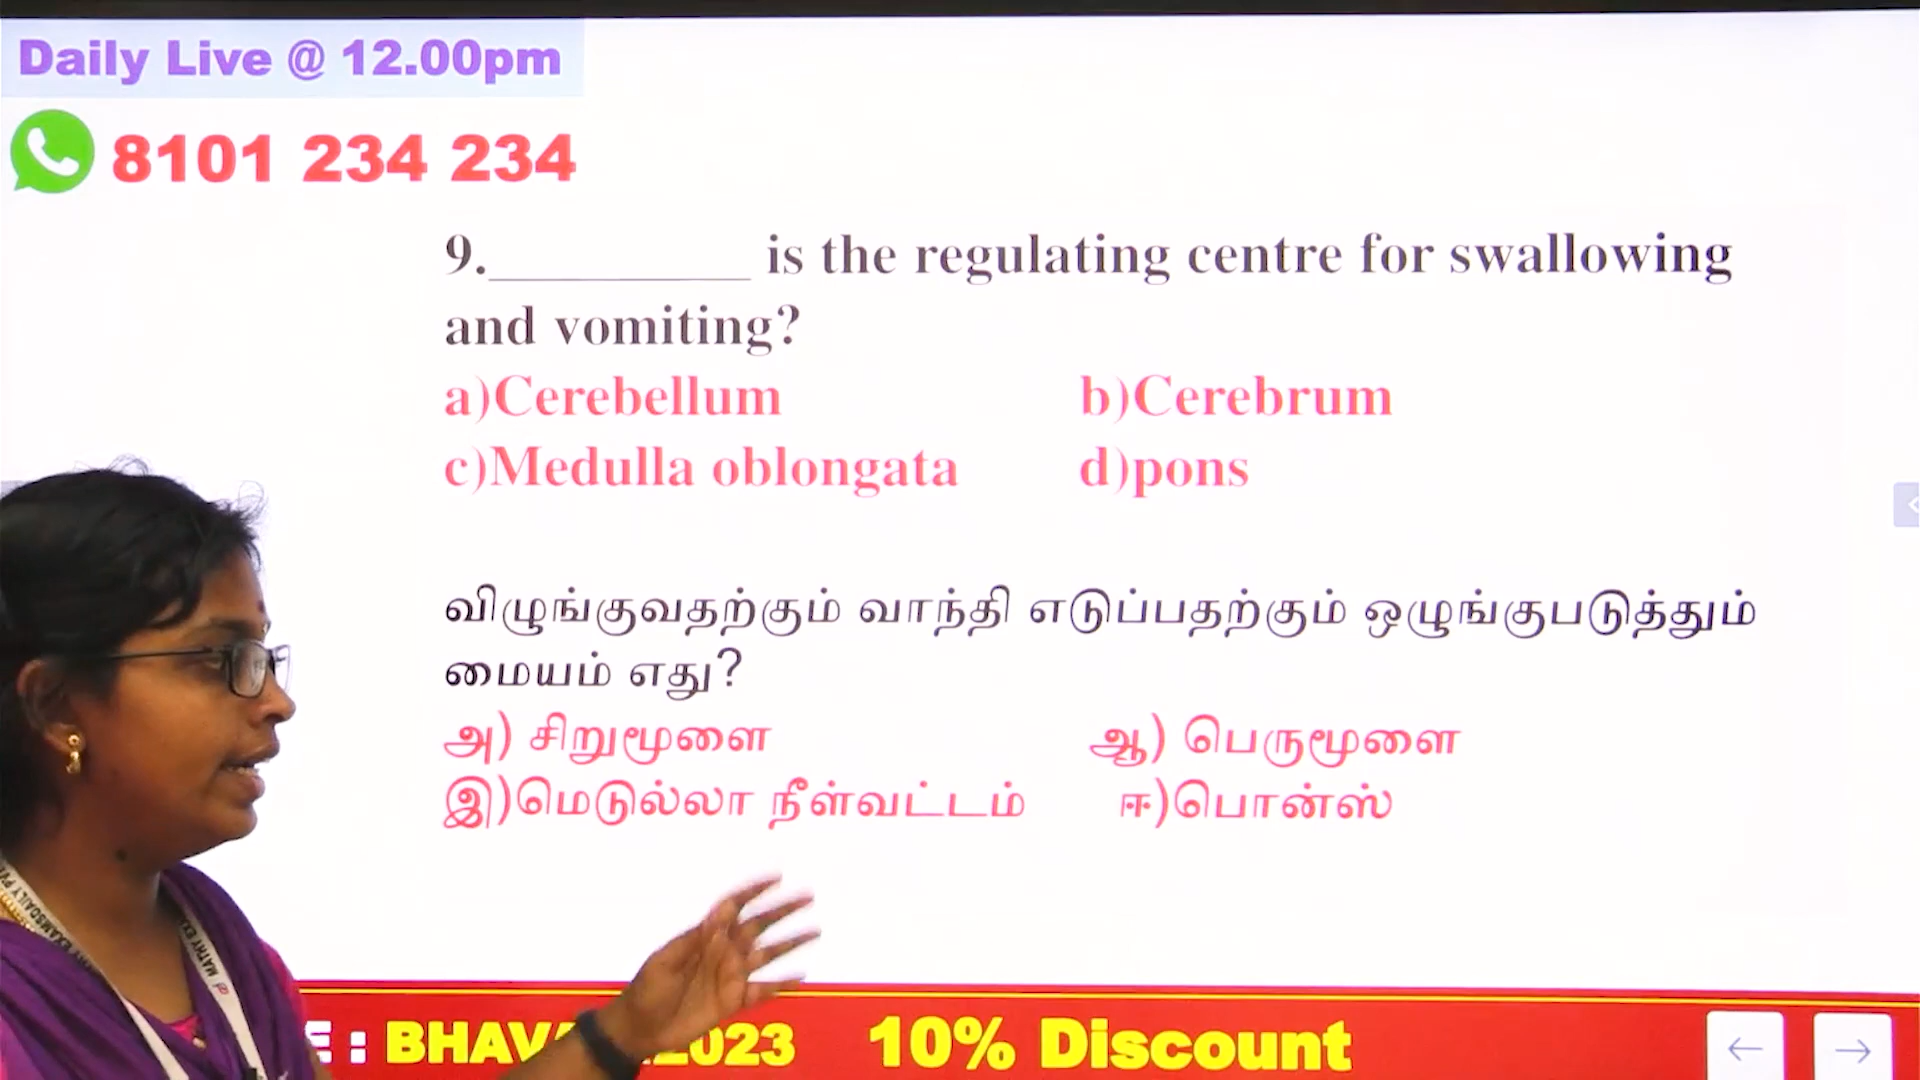 Daily Live @ 12.00pm
8101 234 234
9.__________ is the regulating centre for swallowing
and vomiting?
a)Cerebellum b)Cerebrum
c)Medulla oblongata d)pons
விழுங்குவதற்கும் வாந்தி எடுப்பதற்கும் ஒழுங்குபடுத்தும்
மையம் எது?
அ) சிறுமூளை ஆ) பெருமூளை
இ)மெடுல்லா நீள்வட்டம் ஈ)பொன்ஸ்
: 10% Discount